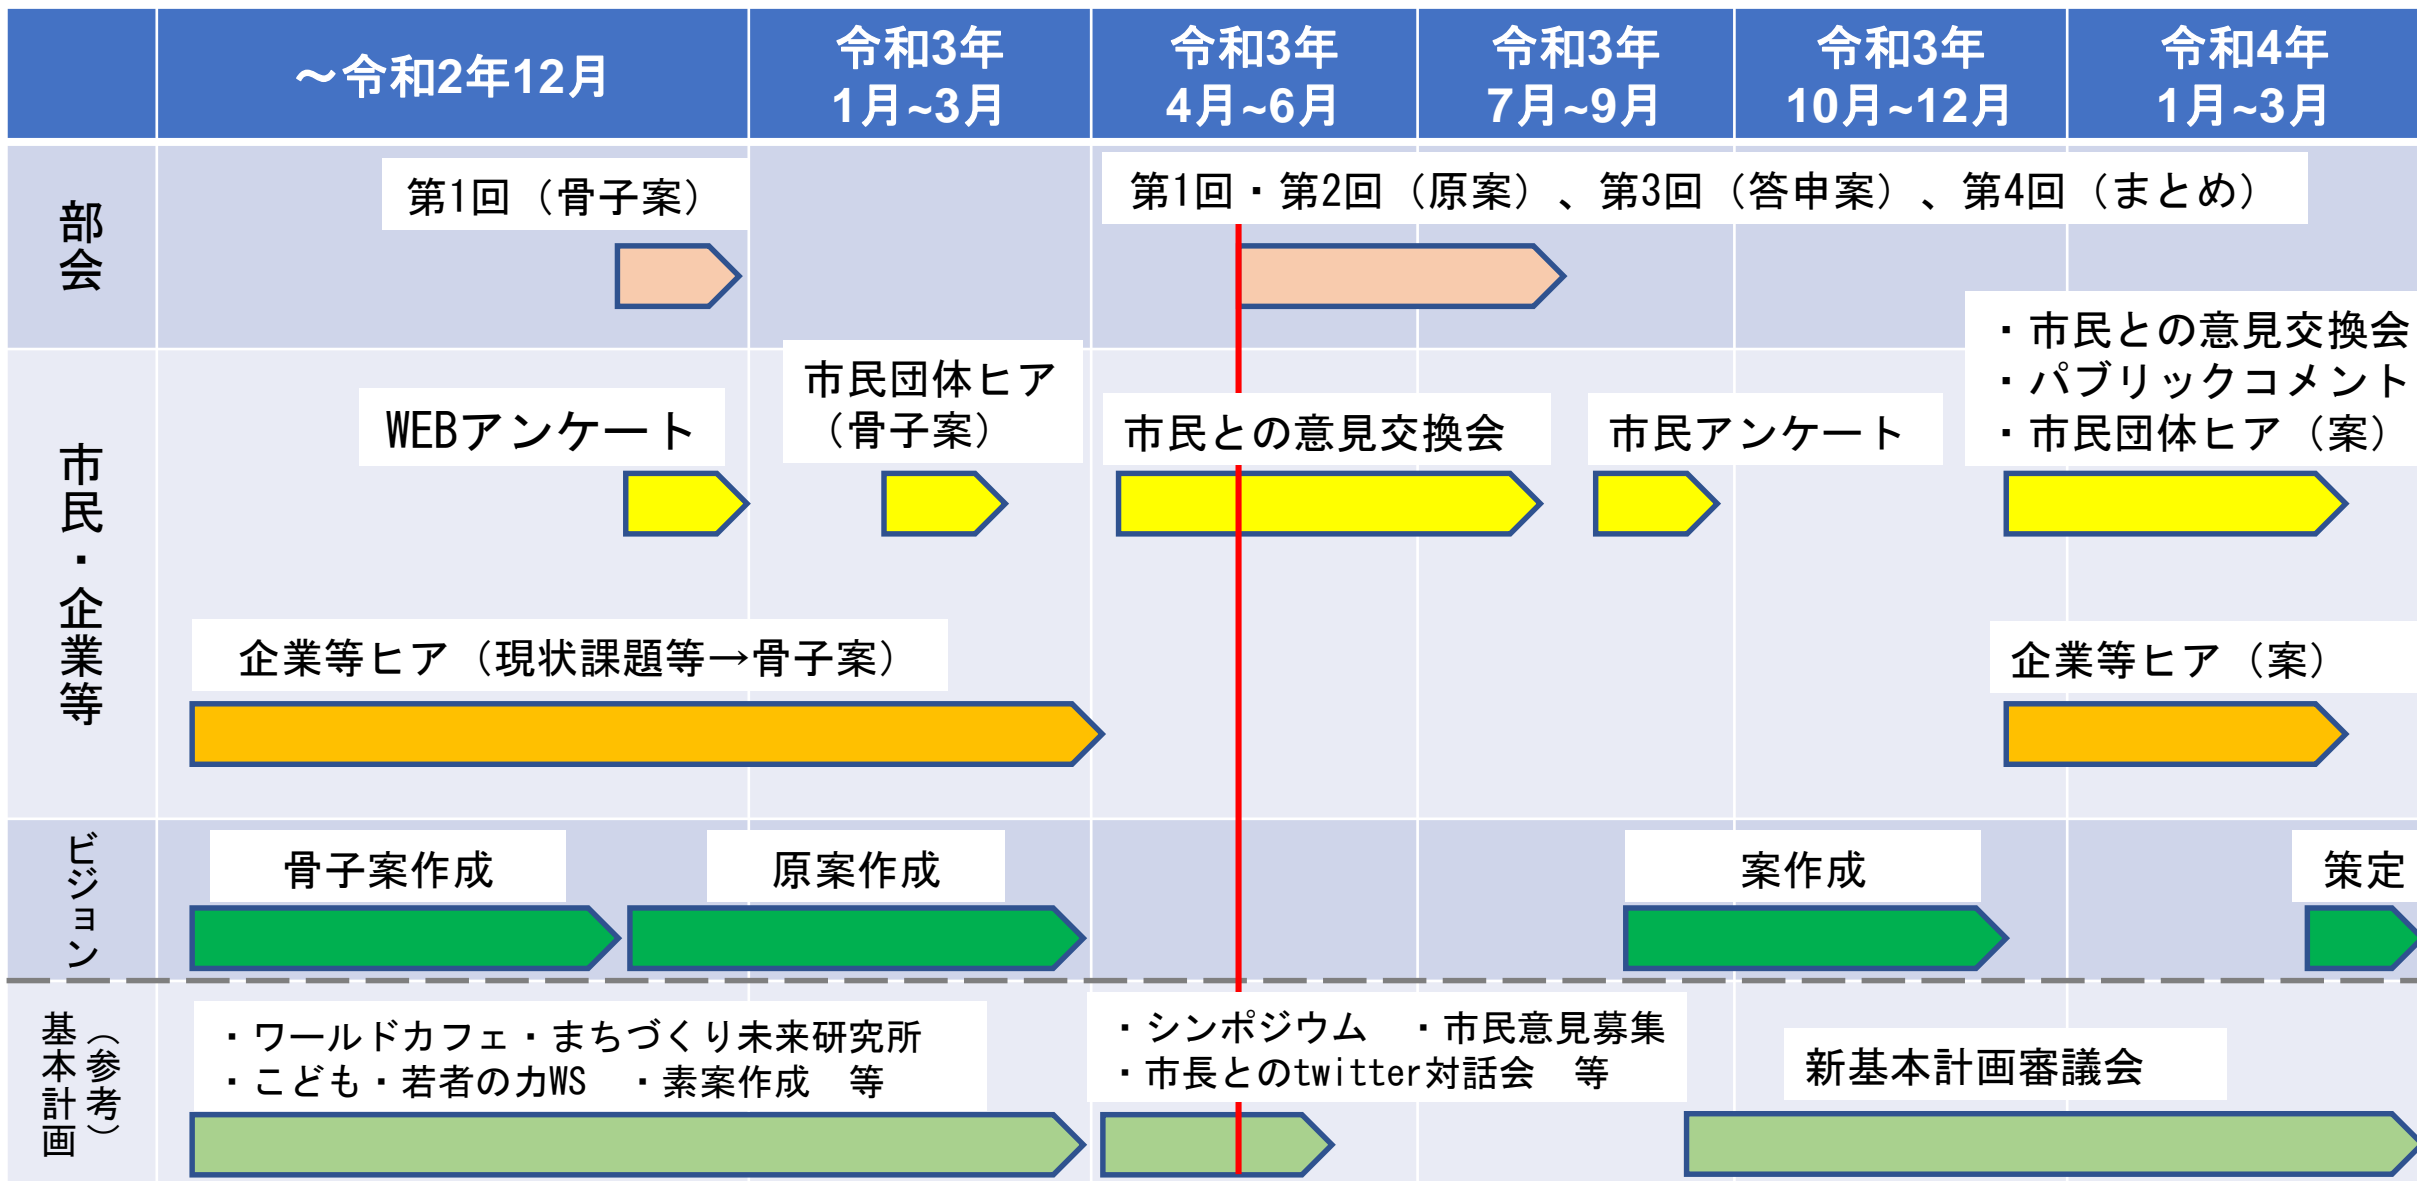 ～令和2年12月
令和3年
1月~3月
令和3年
4月~6月
令和3年
7月~9月
令和3年
10月~12月
令和4年
1月~3月
部会
第1回（骨子案）
第1回・第2回（原案）、第3回（答申案）、第4回（まとめ）
市民・企業等
WEBアンケート
市民団体ヒア
（骨子案）
市民との意見交換会
市民アンケート
・市民との意見交換会
・パブリックコメント
・市民団体ヒア（案）
企業等ヒア（現状課題等→骨子案）
企業等ヒア（案）
ビジョン
骨子案作成
原案作成
案作成
策定
（参考）
基本計画
・ワールドカフェ・まちづくり未来研究所
・こども・若者の力WS　・素案作成　等
・シンポジウム　・市民意見募集
・市長とのtwitter対話会　等
新基本計画審議会